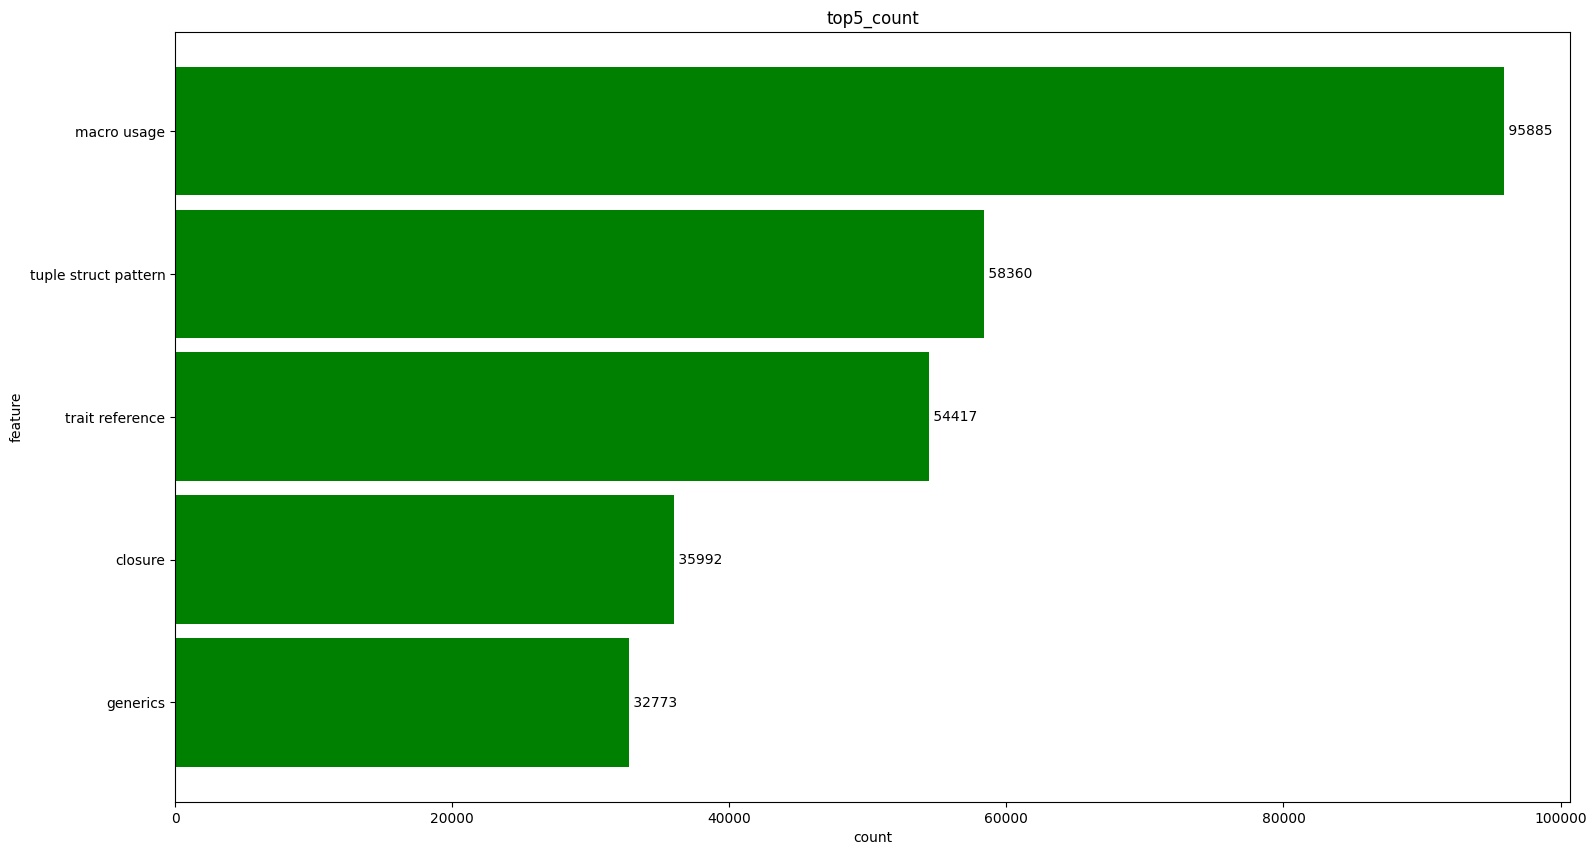 top5_count
feature
macro usage
95885
tuple struct pattern
58360
trait reference
54417
closure
35992
generics
32773
0
20000
40000
60000
80000
100000
count